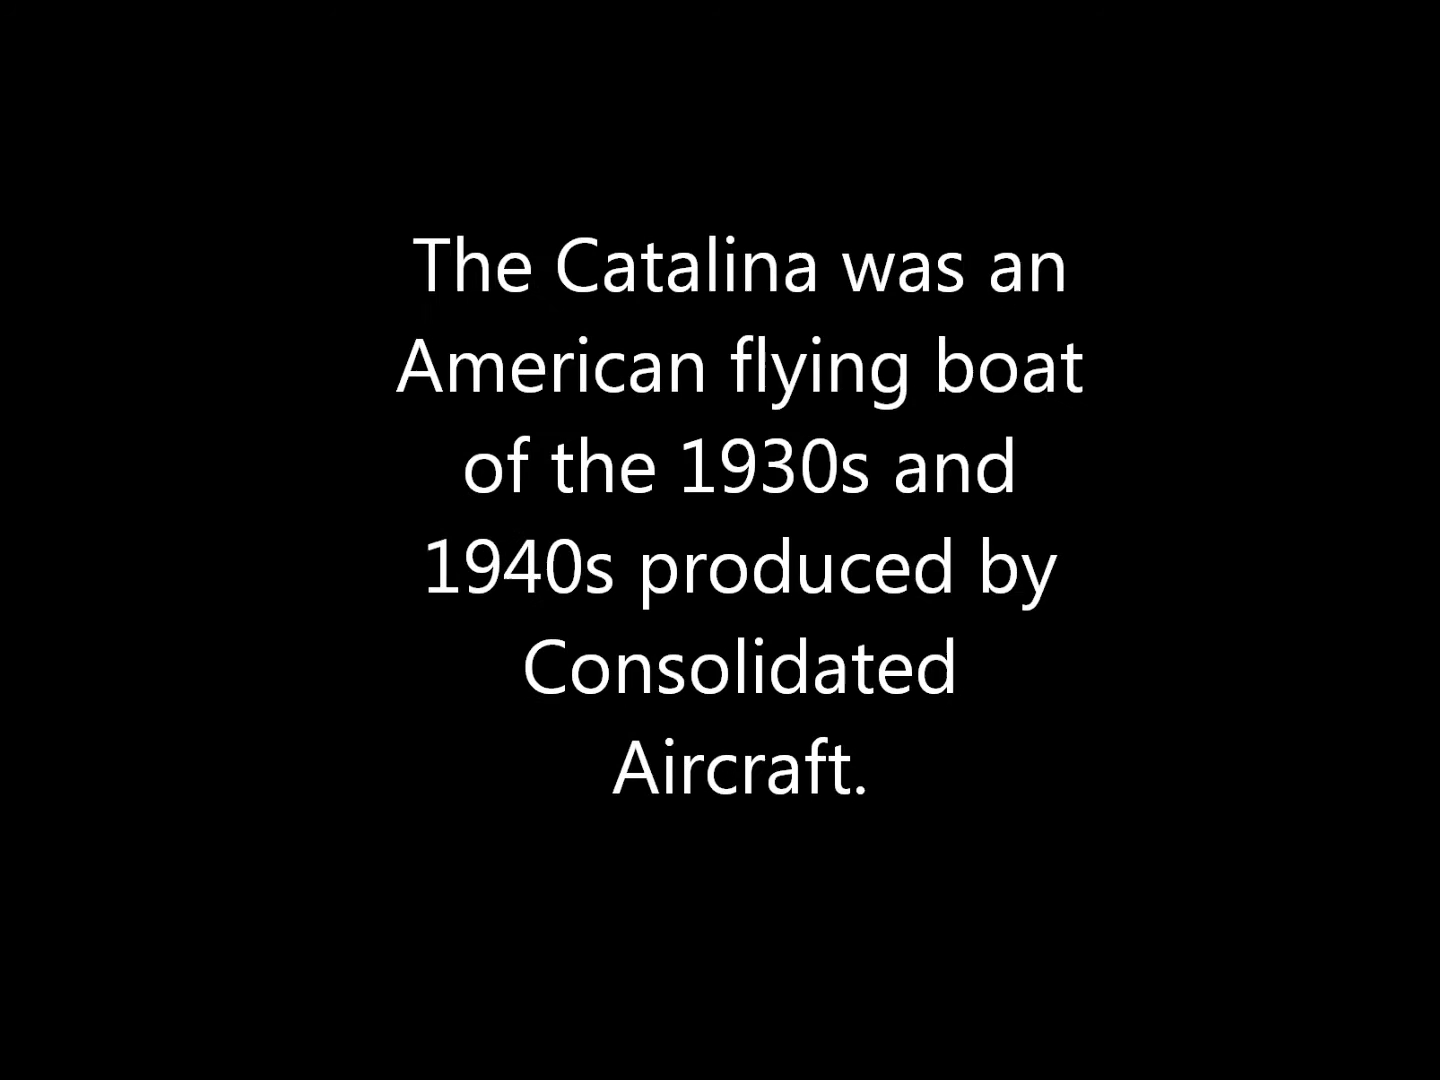 The Catalina was an
American flying boat
of the 1930s and
1940s produced by
Consolidated
Aircraft.